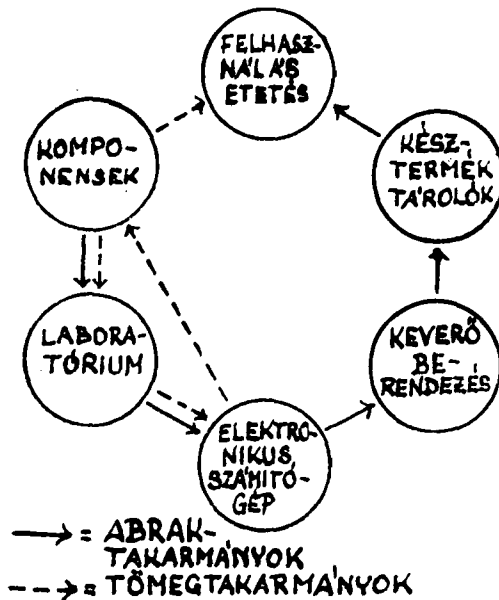 FELHASZ-
NÁLÁS
ETETÉS
KOMPO-
NENSEK
KÉSZ-
TERMÉK
TÁROLÓK
LABORA-
TÓRIUM
KEVERŐ
BE-
RENDEZÉS
ELEKTRO-
NIKUS
SZÁMITÓ-
GÉP
= ABRAK-
TAKARMÁNYOK
= TÖMEGTAKARMÁNYOK